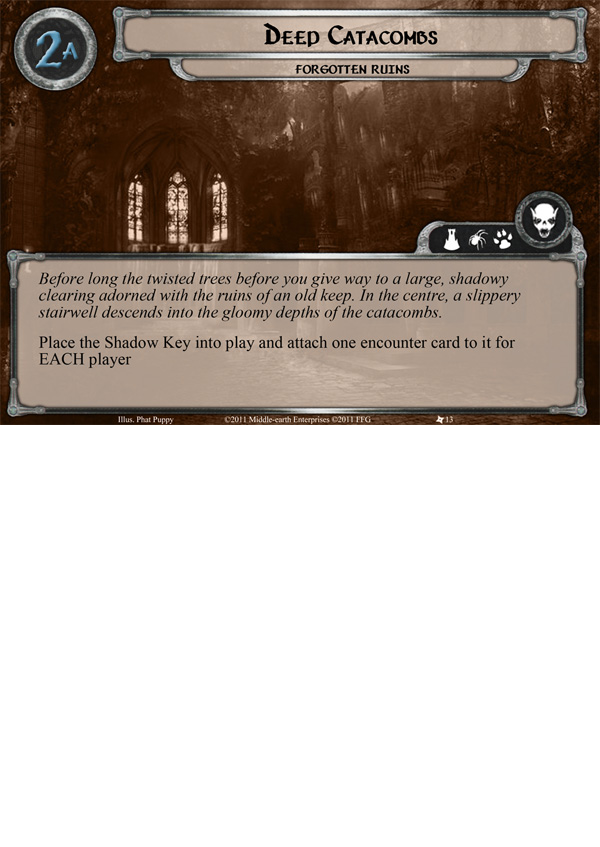 2A
Deep Catacombs
forgotten ruins
Before long the twisted trees before you give way to a large, shadowy
clearing adorned with the ruins of an old keep. In the centre, a slippery
stairwell descends into the gloomy depths of the catacombs.
Place the Shadow Key into play and attach one encounter card to it for
EACH player
Illus. Phat Puppy ©2011 Middle-earth Enterprises ©2011 FFG 13